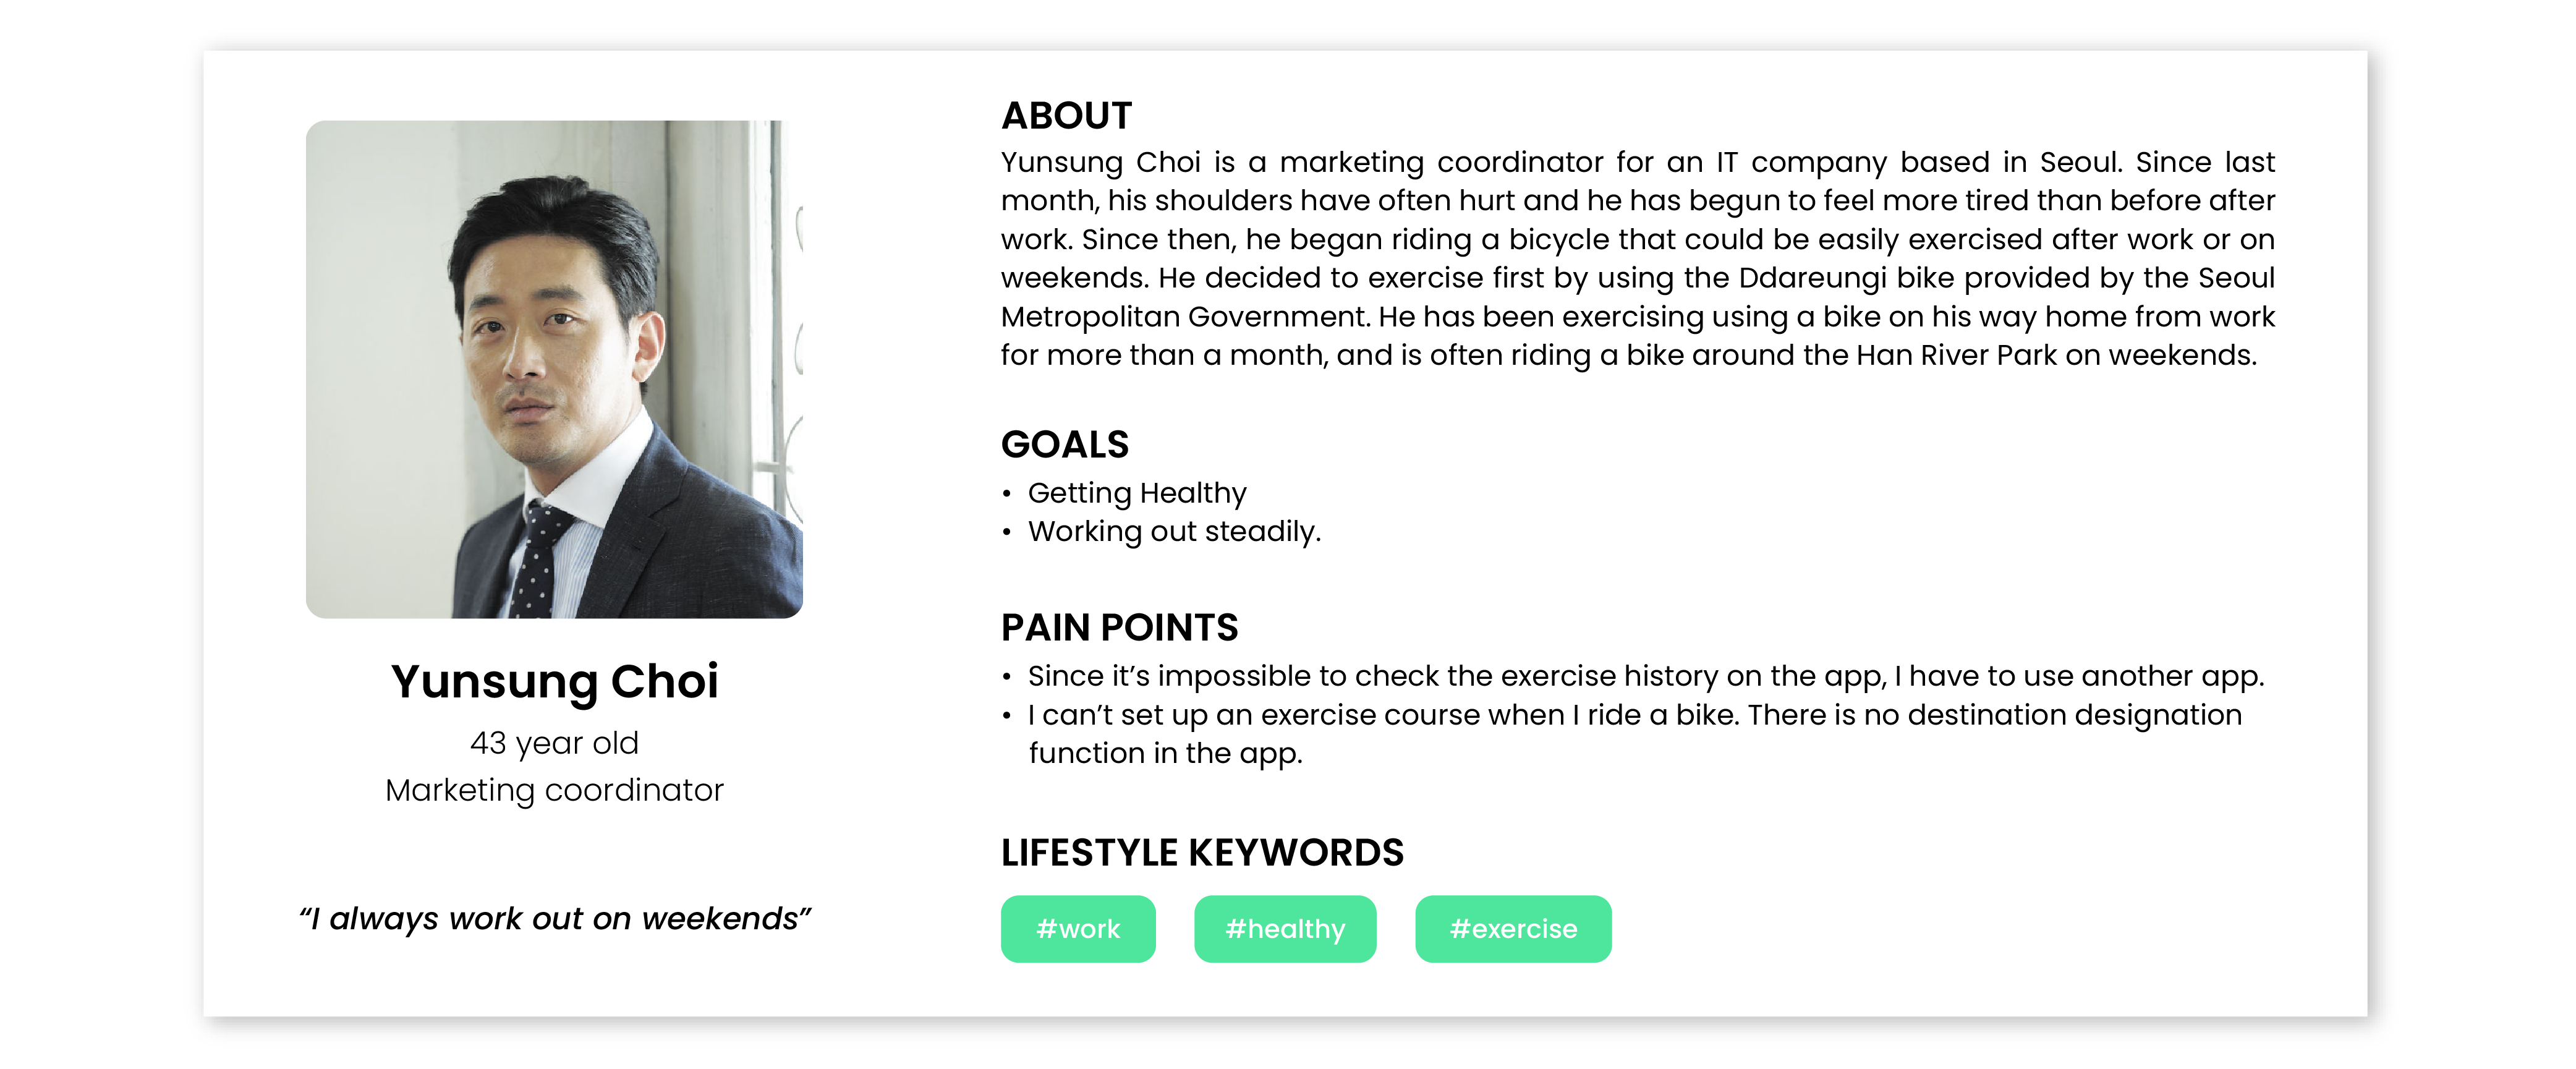 Yunsung Choi
43 year old
Marketing coordinator
“I always work out on weekends”
ABOUT
Yunsung Choi is a marketing coordinator for an IT company based in Seoul. Since last
month, his shoulders have often hurt and he has begun to feel more tired than before after
work. Since then, he began riding a bicycle that could be easily exercised after work or on
weekends. He decided to exercise first by using the Ddareungi bike provided by the Seoul
Metropolitan Government. He has been exercising using a bike on his way home from work
for more than a month, and is often riding a bike around the Han River Park on weekends.
GOALS
• Getting Healthy
• Working out steadily.
PAIN POINTS
• Since it’s impossible to check the exercise history on the app, I have to use another app.
• I can’t set up an exercise course when I ride a bike. There is no destination designation
function in the app.
LIFESTYLE KEYWORDS
#work #healthy #exercise